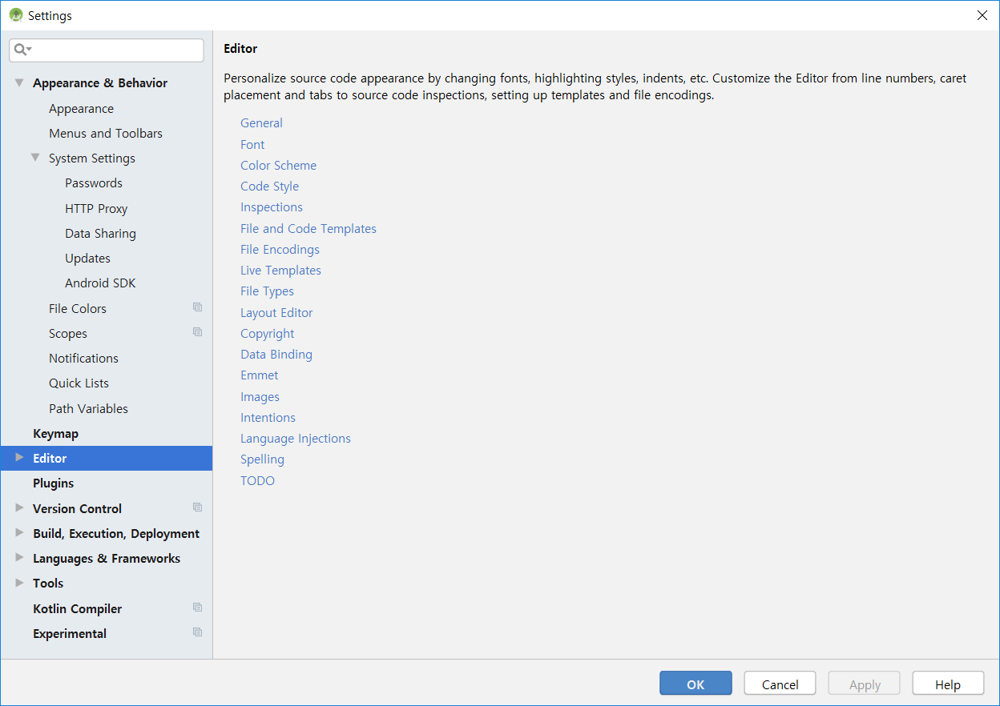 Settings
Appearance & Behavior
Appearance
Menus and Toolbars
System Settings
Passwords
HTTP Proxy
Data Sharing
Updates
Android SDK
File Colors
Scopes
Notifications
Quick Lists
Path Variables
Keymap
Editor
Plugins
Version Control
Build, Execution, Deployment
Languages & Frameworks
Tools
Kotlin Compiler
Experimental
Editor
Personalize source code appearance by changing fonts, highlighting styles, indents, etc. Customize the Editor from line numbers, caret
placement and tabs to source code inspections, setting up templates and file encodings.
General
Font
Color Scheme
Code Style
Inspections
File and Code Templates
File Encodings
Live Templates
File Types
Layout Editor
Copyright
Data Binding
Emmet
Images
Intentions
Language Injections
Spelling
TODO
OK
Cancel
Apply
Help